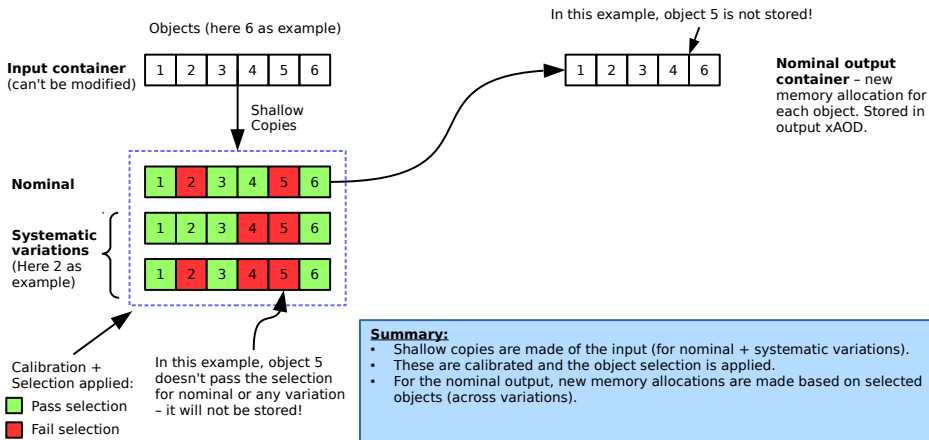 Objects (here 6 as example)
In this example, object 5 is not stored!
Input container
(can't be modified)
1 2 3 4 5 6
1 2 3 4 6
Nominal output
container – new
memory allocation for
each object. Stored in
output xAOD.
Shallow
Copies
Nominal
1 2 3 4 5 6
Systematic
variations
(Here 2 as
example)
1 2 3 4 5 6
1 2 3 4 5 6
Calibration +
Selection applied:
Pass selection
Fail selection
In this example, object 5
doesn't pass the selection
for nominal or any variation
– it will not be stored!
Summary:
• Shallow copies are made of the input (for nominal + systematic variations).
• These are calibrated and the object selection is applied.
• For the nominal output, new memory allocations are made based on selected
objects (across variations).